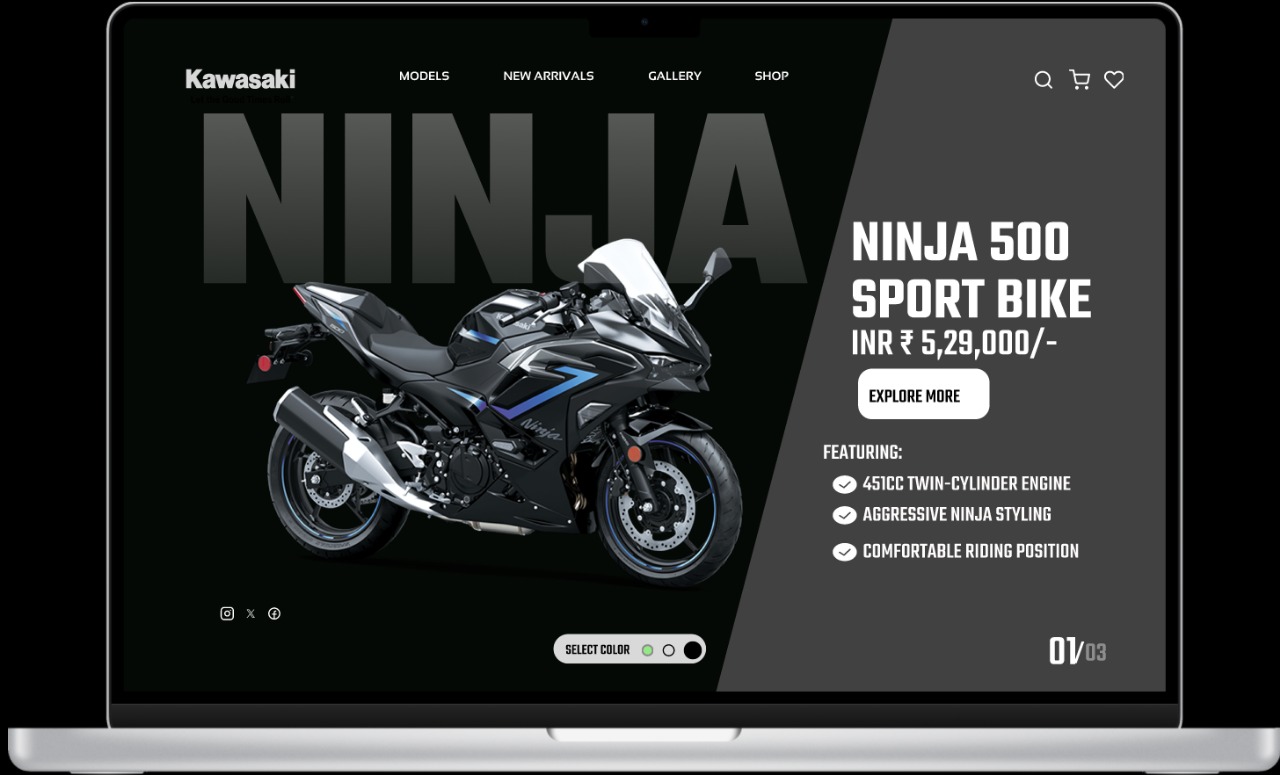 Kawasaki
MODELS NEW ARRIVALS GALLERY SHOP
NINJA
NINJA 500
SPORT BIKE
INR ₹ 5,29,000/-
EXPLORE MORE
FEATURING:
451CC TWIN-CYLINDER ENGINE
AGGRESSIVE NINJA STYLING
COMFORTABLE RIDING POSITION
Ninja
SELECT COLOR
01/03